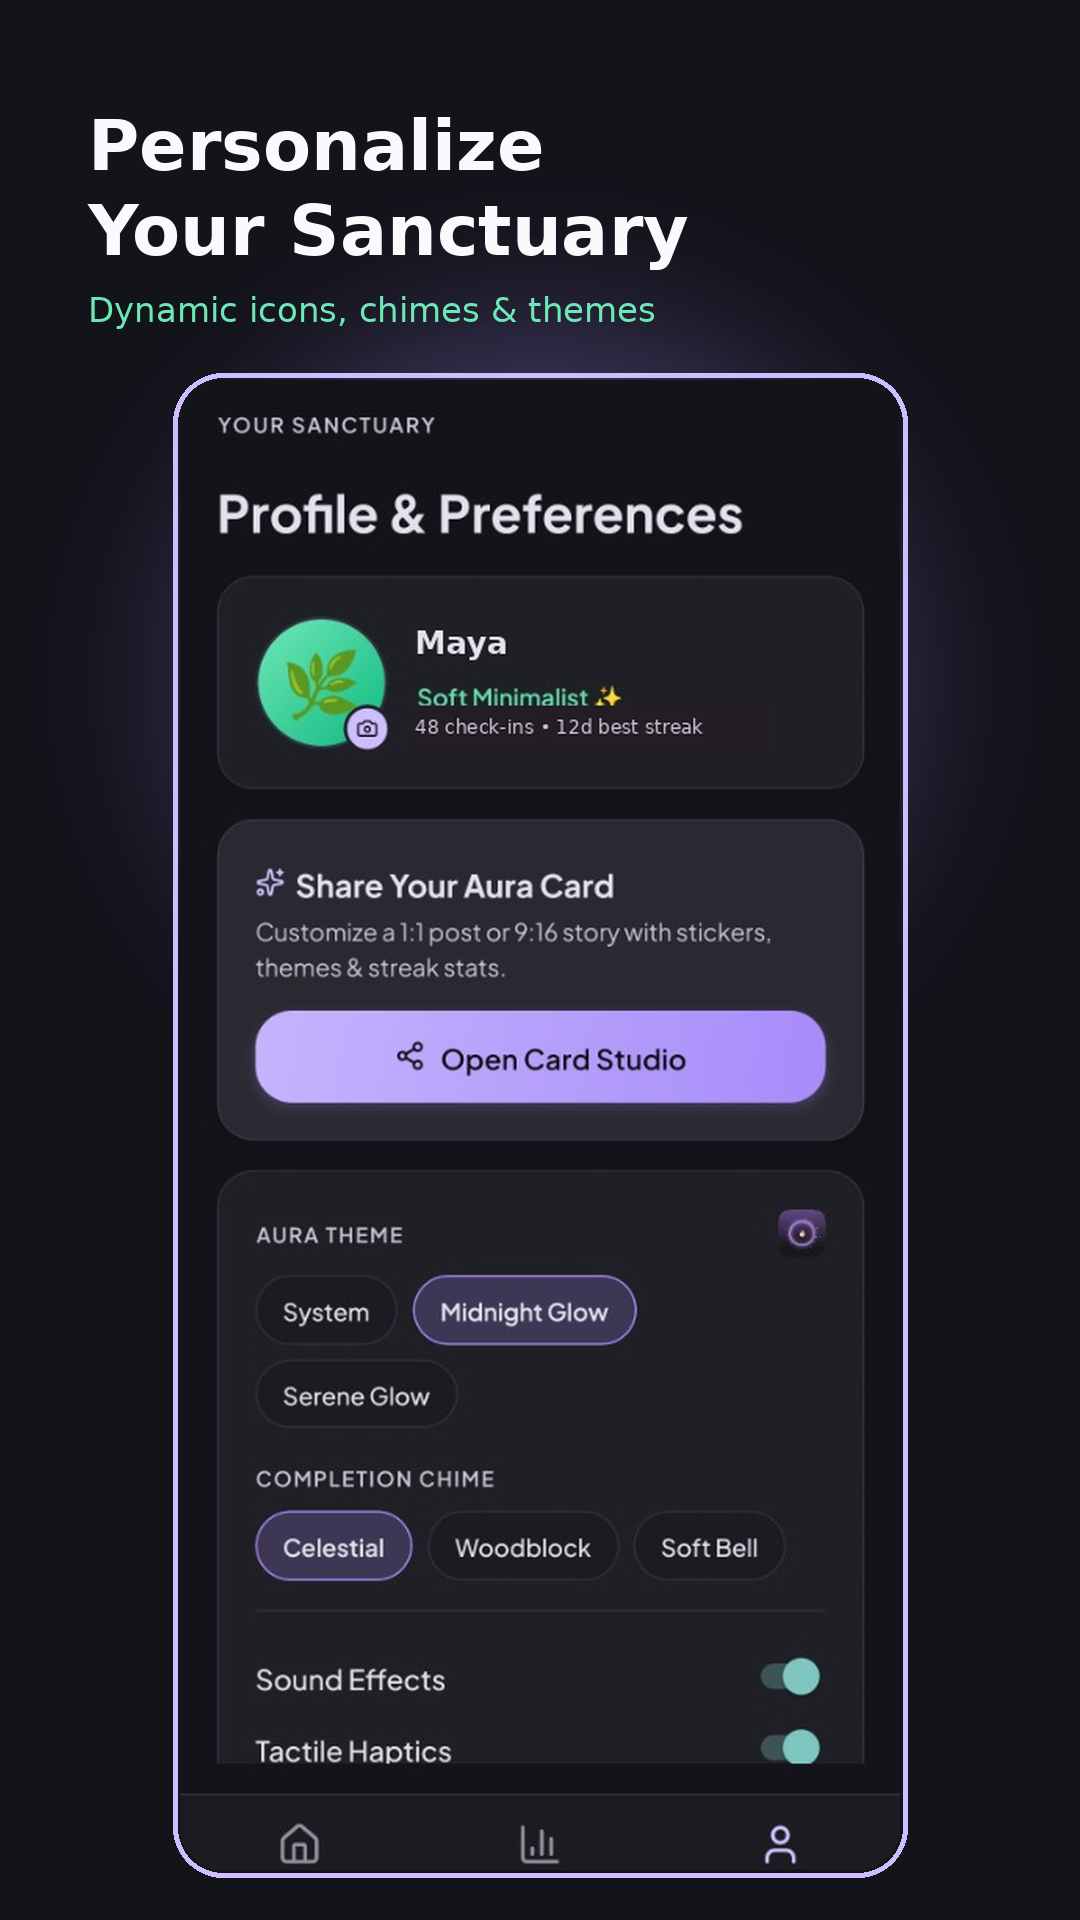 Personalize
Your Sanctuary
Dynamic icons, chimes & themes
YOUR SANCTUARY
Profile & Preferences
Maya
Soft Minimalist ✨
48 check-ins • 12d best streak
Share Your Aura Card
Customize a 1:1 post or 9:16 story with stickers,
themes & streak stats.
Open Card Studio
AURA THEME
System
Midnight Glow
Serene Glow
COMPLETION CHIME
Celestial
Woodblock
Soft Bell
Sound Effects
Tactile Haptics